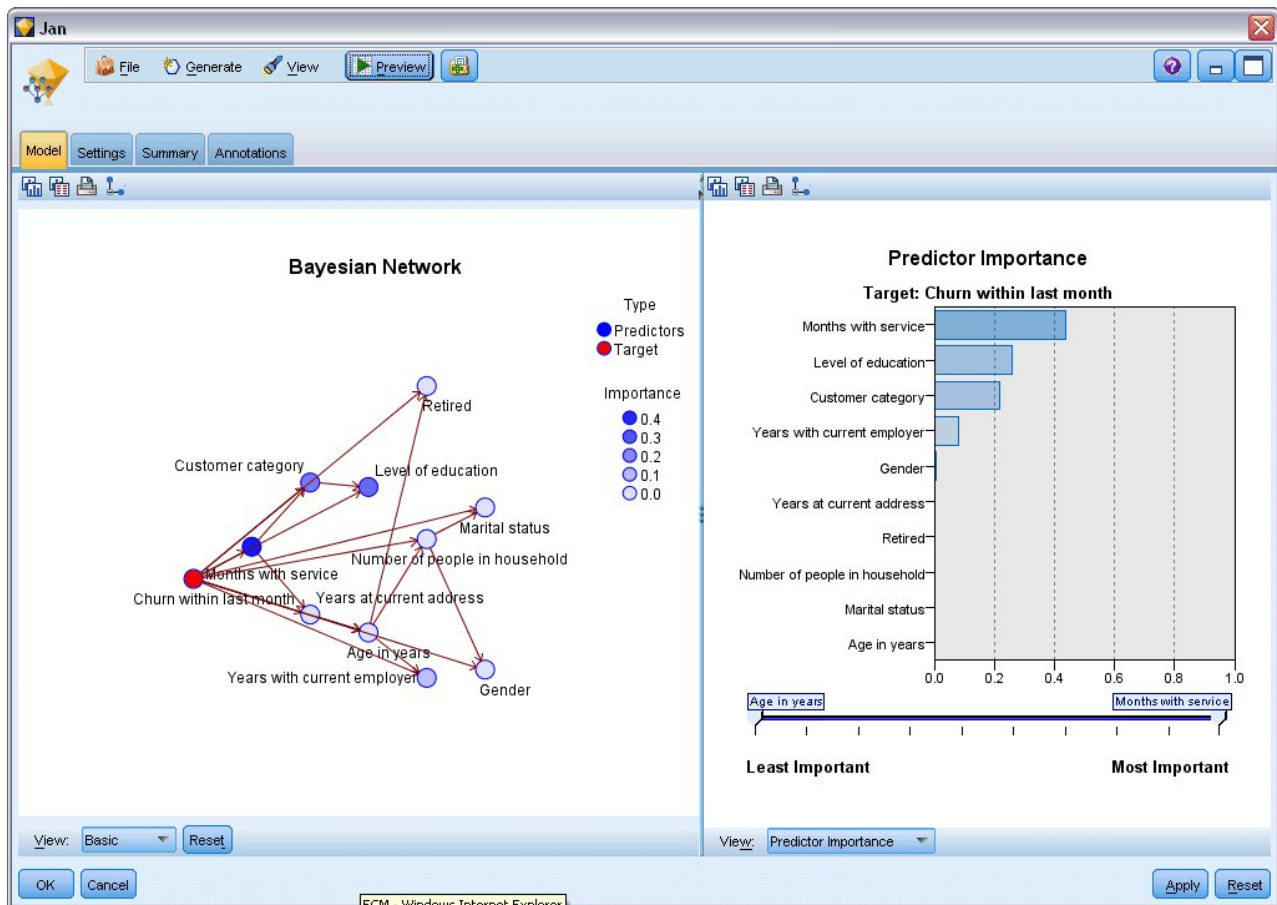 Jan
File Generate View Preview
Model Settings Summary Annotations
Bayesian Network
Type
Predictors
Target
Importance
0.4
0.3
0.2
0.1
0.0
Retired
Customer category
Level of education
Marital status
Number of people in household
Months with service
Churn within last month
Years at current address
Age in years
Years with current employer
Gender
View: Basic Reset
Predictor Importance
Target: Churn within last month
Months with service
Level of education
Customer category
Years with current employer
Gender
Years at current address
Retired
Number of people in household
Marital status
Age in years
0.0 0.2 0.4 0.6 0.8 1.0
Age in years Months with service
Least Important Most Important
View: Predictor Importance
OK Cancel Apply Reset
ECM - Windows Internet Explorer